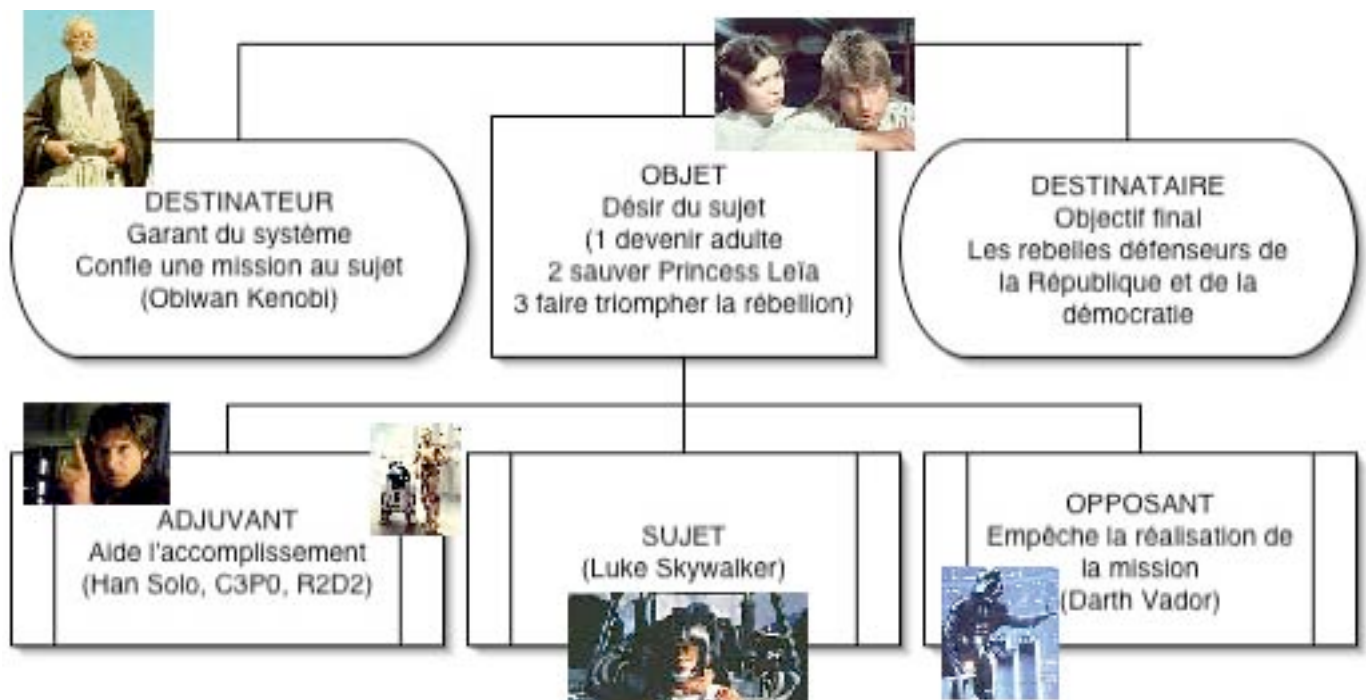 DESTINATEUR
Garant du système
Confie une mission au sujet
(Obiwan Kenobi)
OBJET
Désir du sujet
(1 devenir adulte
2 sauver Princess Leïa
3 faire triompher la rébellion)
DESTINATAIRE
Objectif final
Les rebelles défenseurs de
la République et de la
démocratie
ADJUVANT
Aide l'accomplissement
(Han Solo, C3P0, R2D2)
SUJET
(Luke Skywalker)
OPPOSANT
Empêche la réalisation de
la mission
(Darth Vador)